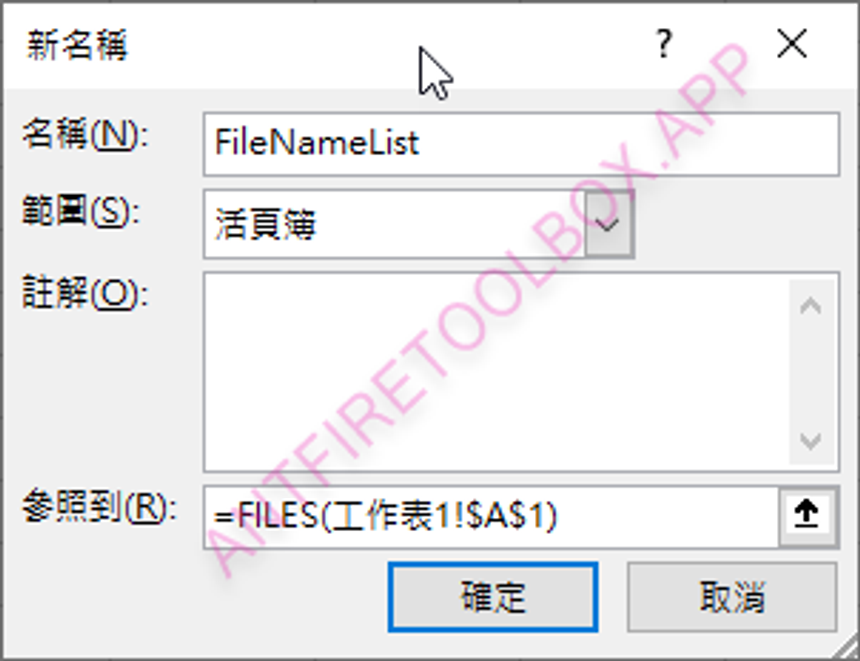 新名稱
?
名稱(N):
FileNameList
範圍(S):
活頁簿
註解(O):
參照到(R):
=FILES(工作表1!$A$1)
確定
取消
ANTFIRETOOLBOX.APP